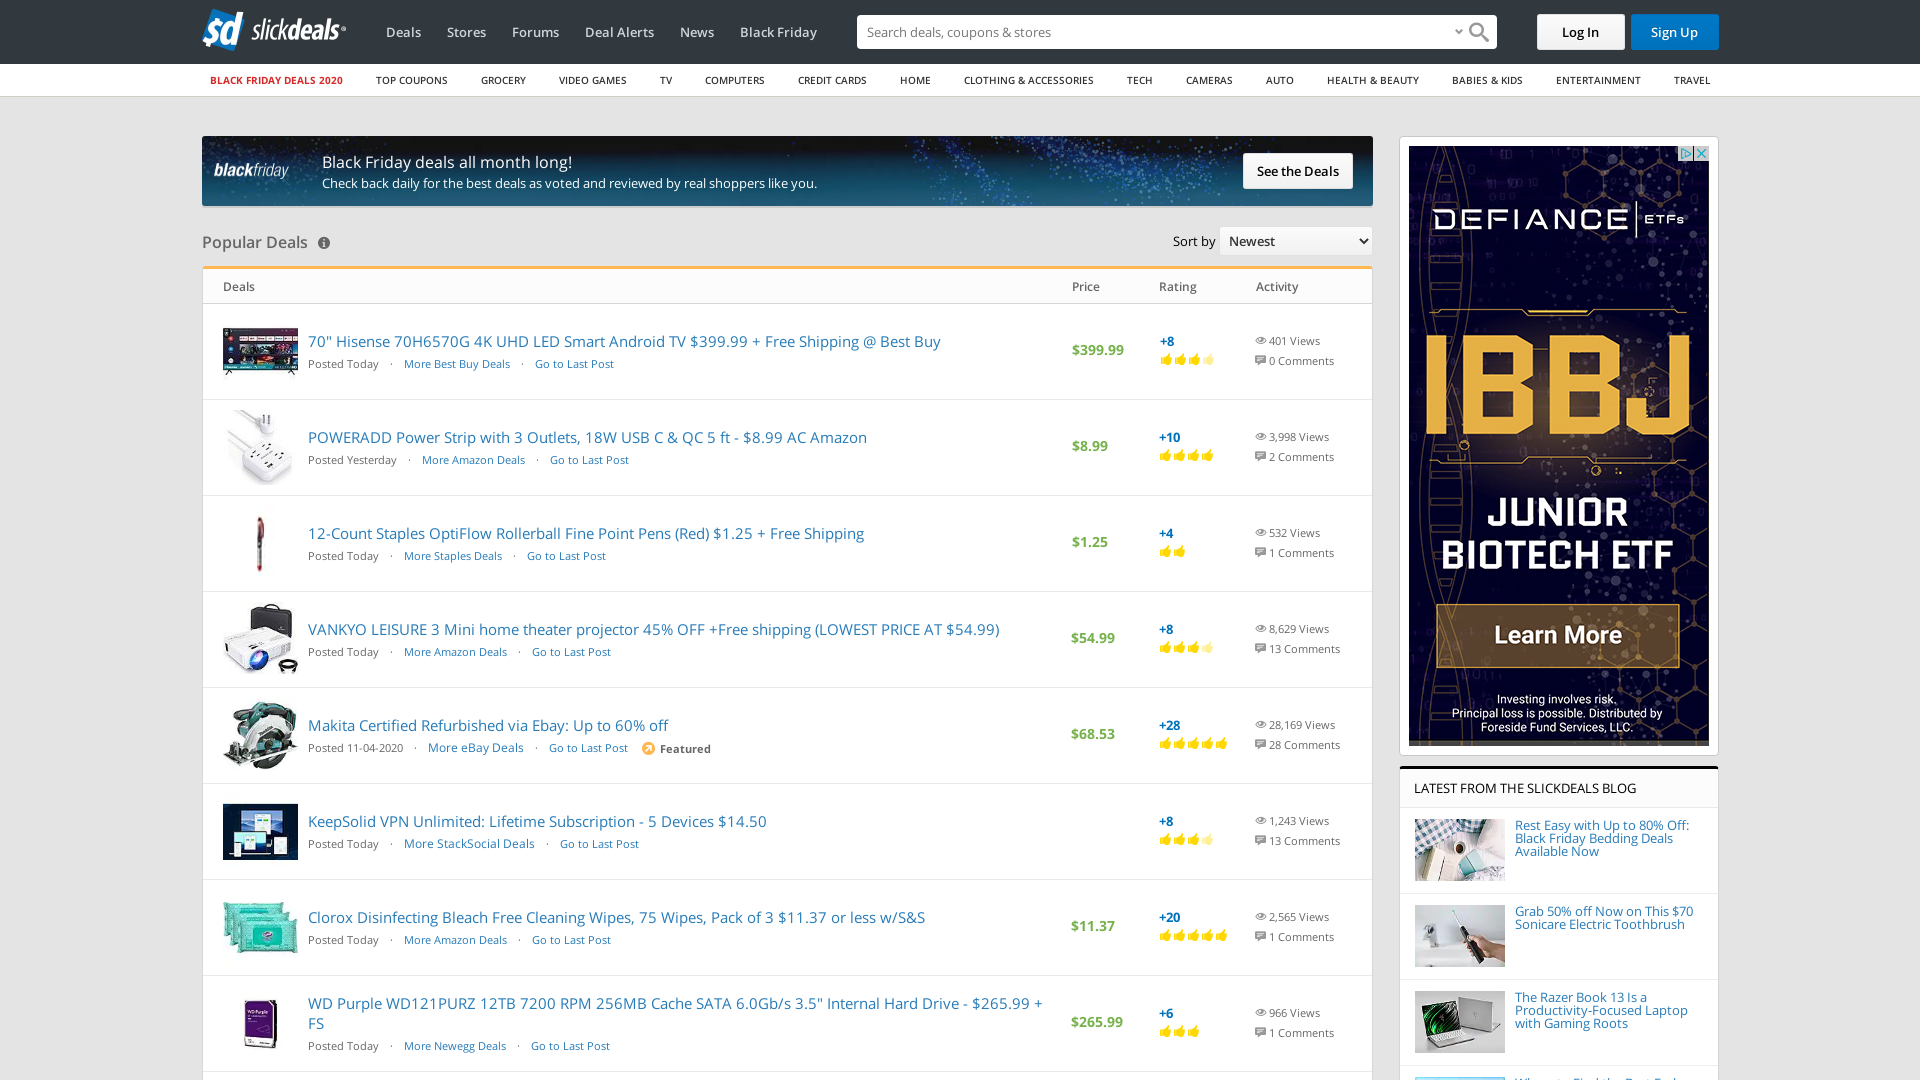 sd slickdeals
Deals
Stores
Forums
Deal Alerts
News
Black Friday
Search deals, coupons & stores
Log In
Sign Up
BLACK FRIDAY DEALS 2020
TOP COUPONS
GROCERY
VIDEO GAMES
TV
COMPUTERS
CREDIT CARDS
HOME
CLOTHING & ACCESSORIES
TECH
CAMERAS
AUTO
HEALTH & BEAUTY
BABIES & KIDS
ENTERTAINMENT
TRAVEL
blackfriday
Black Friday deals all month long!
Check back daily for the best deals as voted and reviewed by real shoppers like you.
See the Deals
Popular Deals
Sort by
Newest
Deals
Price
Rating
Activity
70" Hisense 70H6570G 4K UHD LED Smart Android TV $399.99 + Free Shipping @ Best Buy
Posted Today · More Best Buy Deals · Go to Last Post
$399.99
+8
401 Views
0 Comments
POWERADD Power Strip with 3 Outlets, 18W USB C & QC 5 ft - $8.99 AC Amazon
Posted Yesterday · More Amazon Deals · Go to Last Post
$8.99
+10
3,998 Views
2 Comments
12-Count Staples OptiFlow Rollerball Fine Point Pens (Red) $1.25 + Free Shipping
Posted Today · More Staples Deals · Go to Last Post
$1.25
+4
532 Views
1 Comments
VANKYO LEISURE 3 Mini home theater projector 45% OFF +Free shipping (LOWEST PRICE AT $54.99)
Posted Today · More Amazon Deals · Go to Last Post
$54.99
+8
8,629 Views
13 Comments
Makita Certified Refurbished via Ebay: Up to 60% off
Posted 11-04-2020 · More eBay Deals · Go to Last Post Featured
$68.53
+28
28,169 Views
28 Comments
KeepSolid VPN Unlimited: Lifetime Subscription - 5 Devices $14.50
Posted Today · More StackSocial Deals · Go to Last Post
+8
1,243 Views
13 Comments
Clorox Disinfecting Bleach Free Cleaning Wipes, 75 Wipes, Pack of 3 $11.37 or less w/S&S
Posted Today · More Amazon Deals · Go to Last Post
$11.37
+20
2,565 Views
1 Comments
WD Purple WD121PURZ 12TB 7200 RPM 256MB Cache SATA 6.0Gb/s 3.5" Internal Hard Drive - $265.99 +
FS
Posted Today · More Newegg Deals · Go to Last Post
$265.99
+6
966 Views
1 Comments
DEFIANCE ETFs
IBBJ
JUNIOR
BIOTECH ETF
Learn More
Investing involves risk.
Principal loss is possible. Distributed by
Foreside Fund Services, LLC.
LATEST FROM THE SLICKDEALS BLOG
Rest Easy with Up to 80% Off:
Black Friday Bedding Deals
Available Now
Grab 50% off Now on This $70
Sonicare Electric Toothbrush
The Razer Book 13 Is a
Productivity-Focused Laptop
with Gaming Roots